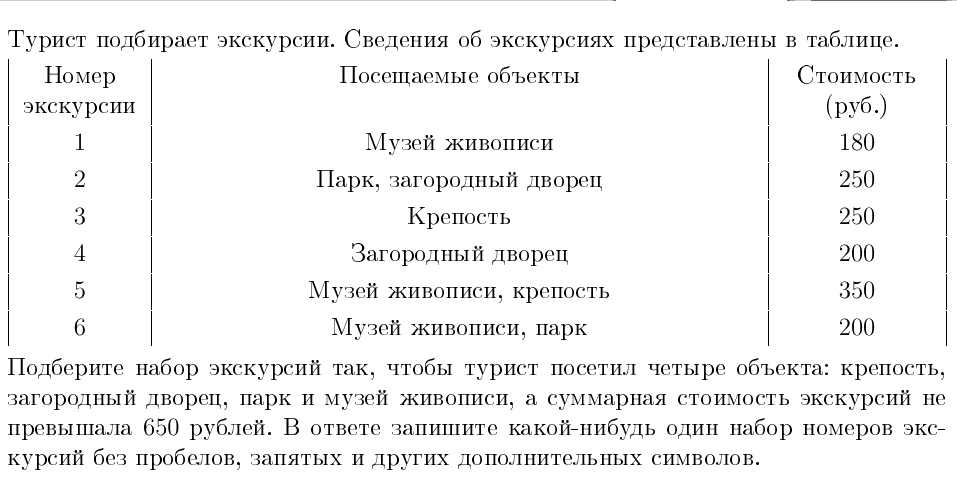 Турист подбирает экскурсии. Сведения об экскурсиях представлены в таблице.
Номер экскурсии Посещаемые объекты Стоимость (руб.)
1 Музей живописи 180
2 Парк, загородный дворец 250
3 Крепость 250
4 Загородный дворец 200
5 Музей живописи, крепость 350
6 Музей живописи, парк 200
Подберите набор экскурсий так, чтобы турист посетил четыре объекта: крепость,
загородный дворец, парк и музей живописи, а суммарная стоимость экскурсий не
превышала 650 рублей. В ответе запишите какой-нибудь один набор номеров экс-
курсий без пробелов, запятых и других дополнительных символов.